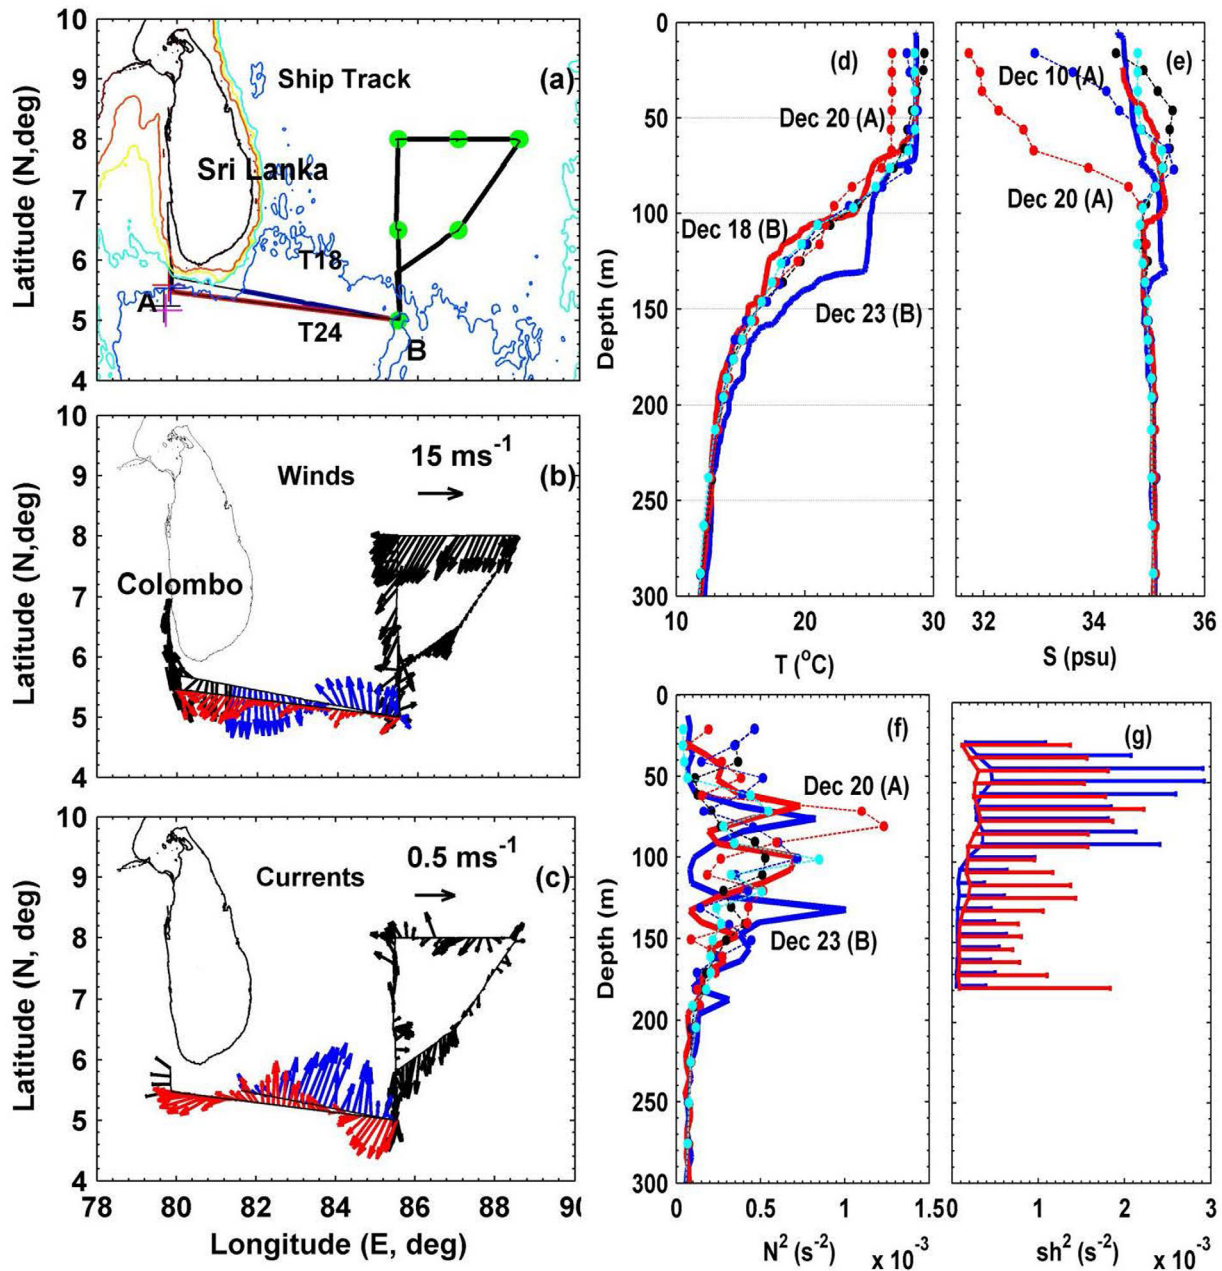 10
9
8
7
6
5
4
Latitude (N,deg)
Ship Track
(a)
Sri Lanka
T18
A
T24
B
10
9
8
7
6
5
4
Latitude (N,deg)
15 ms-1
Winds
(b)
Colombo
10
9
8
7
6
5
4
Latitude (N, deg)
0.5 ms-1
Currents
(c)
78 80 82 84 86 88 90
Longitude (E, deg)
0
50
100
150
200
250
300
Depth (m)
(d)
Dec 20 (A)
Dec 18 (B)
Dec 23 (B)
10 20 30
T (oC)
(e)
Dec 10 (A)
Dec 20 (A)
32 34 36
S (psu)
0
50
100
150
200
250
300
Depth (m)
(f)
Dec 20 (A)
Dec 23 (B)
0 0.5 1 1.5
N2 (s-2) x 10-3
(g)
0 1 2 3
sh2 (s-2) x 10-3